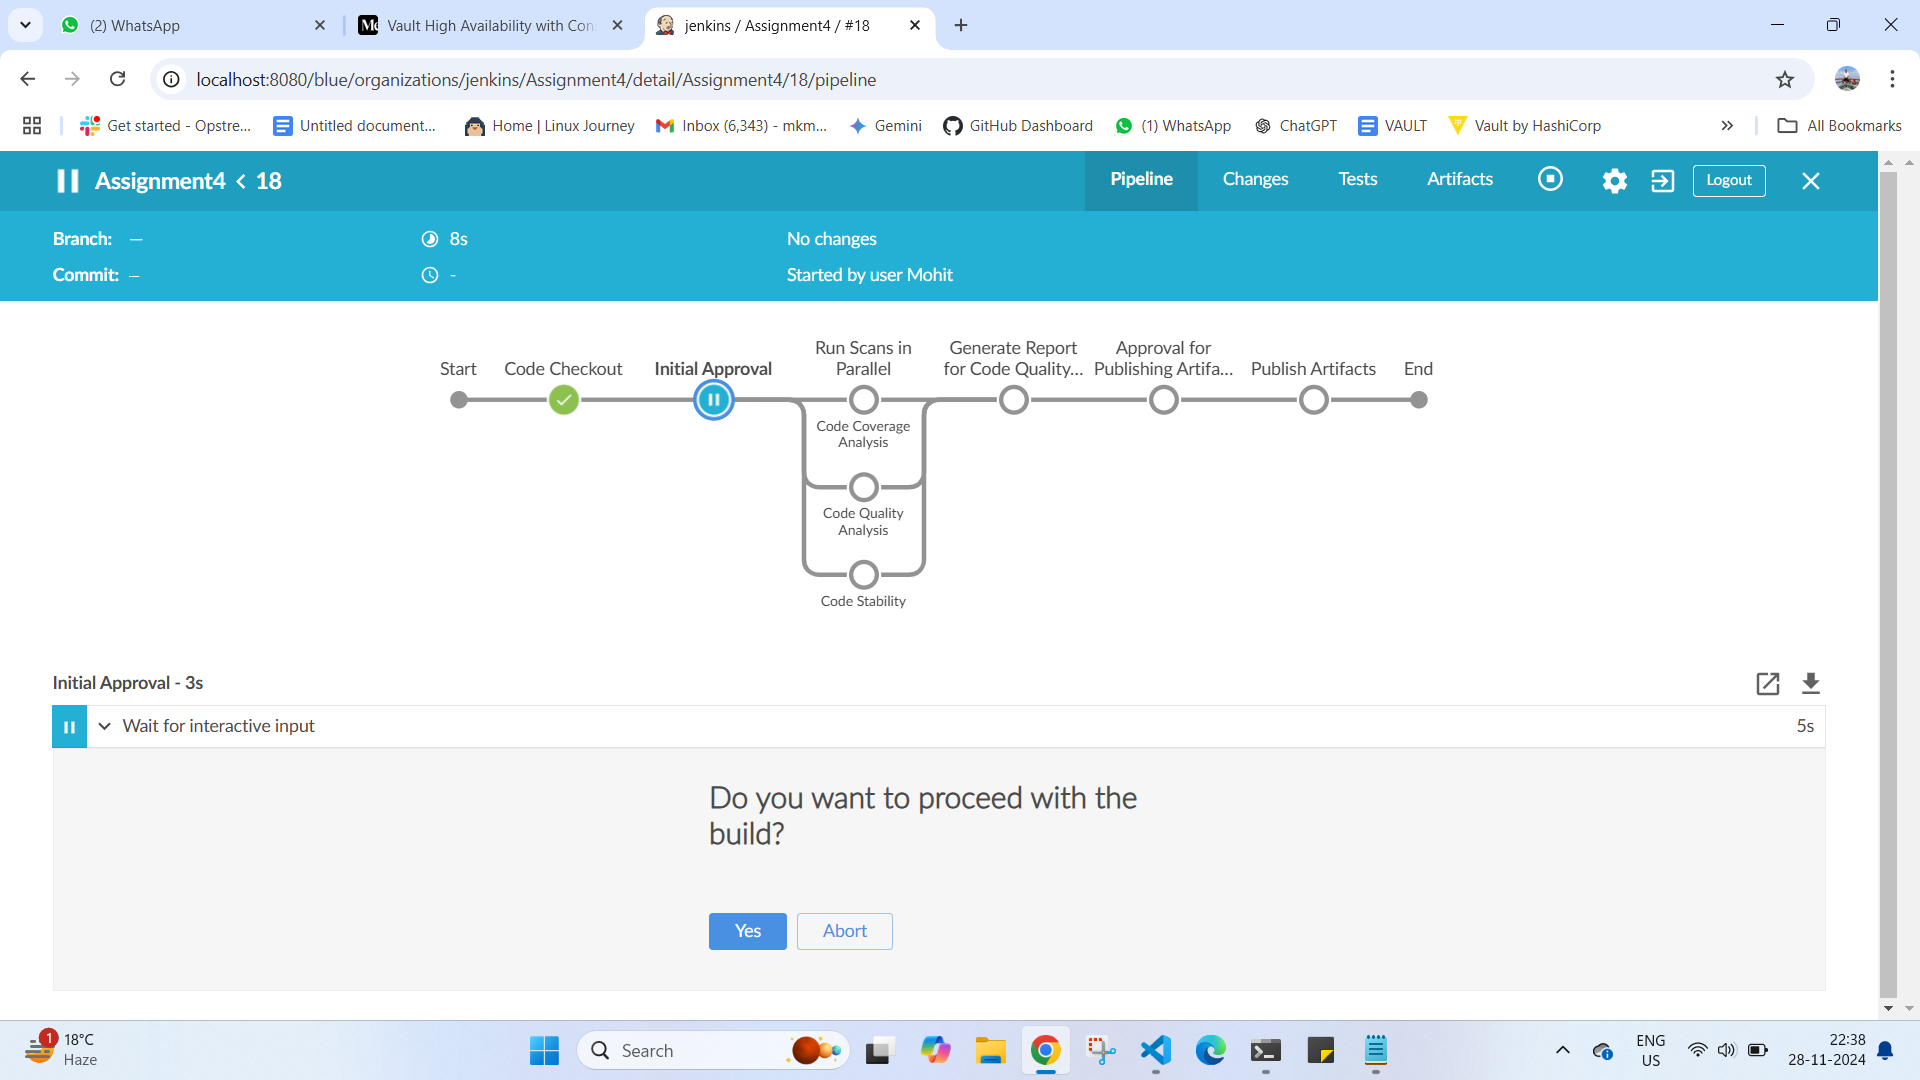 (2) WhatsApp
Vault High Availability with Con
jenkins / Assignment4 / #18
localhost:8080/blue/organizations/jenkins/Assignment4/detail/Assignment4/18/pipeline
Get started - Opstre...
Untitled document...
Home | Linux Journey
Inbox (6,343) - mkm...
Gemini
GitHub Dashboard
(1) WhatsApp
ChatGPT
VAULT
Vault by HashiCorp
All Bookmarks
Assignment4 < 18
Pipeline
Changes
Tests
Artifacts
Logout
Branch: —
8s
No changes
Commit: —
-
Started by user Mohit
Start
Code Checkout
Initial Approval
Run Scans in
Parallel
Generate Report
for Code Quality...
Approval for
Publishing Artifa...
Publish Artifacts
End
Code Coverage
Analysis
Code Quality
Analysis
Code Stability
Initial Approval - 3s
Wait for interactive input
5s
Do you want to proceed with the
build?
Yes
Abort
1
18°C
Haze
Search
ENG
US
22:38
28-11-2024